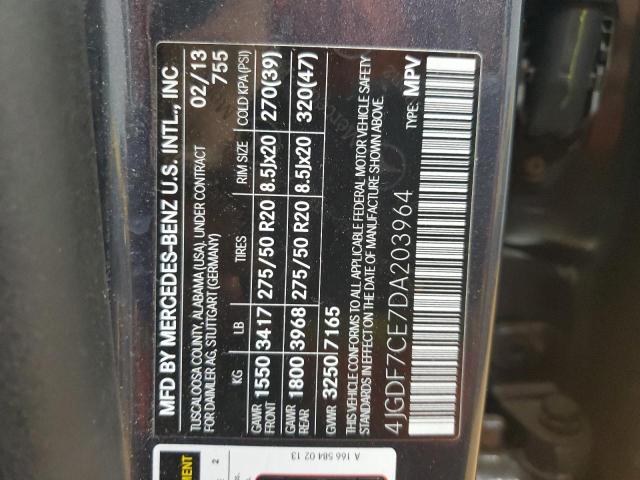 MFD BY MERCEDES-BENZ U.S. INTL., INC
TUSCALOOSA COUNTY, ALABAMA (USA). UNDER CONTRACT 02/13
FOR DAIMLER AG, STUTTGART (GERMANY) 755
KG LB TIRES RIM SIZE COLD KPA(PSI)
GAWR FRONT 1550 3417 275/50 R20 8.5Jx20 270(39)
GAWR REAR 1800 3968 275/50 R20 8.5Jx20 320(47)
GVWR 3250 7165
THIS VEHICLE CONFORMS TO ALL APPLICABLE FEDERAL MOTOR VEHICLE SAFETY
STANDARDS IN EFFECT ON THE DATE OF MANUFACTURE SHOWN ABOVE.
4JGDF7CE7DA203964 TYPE: MPV
A 166 584 02 13
2